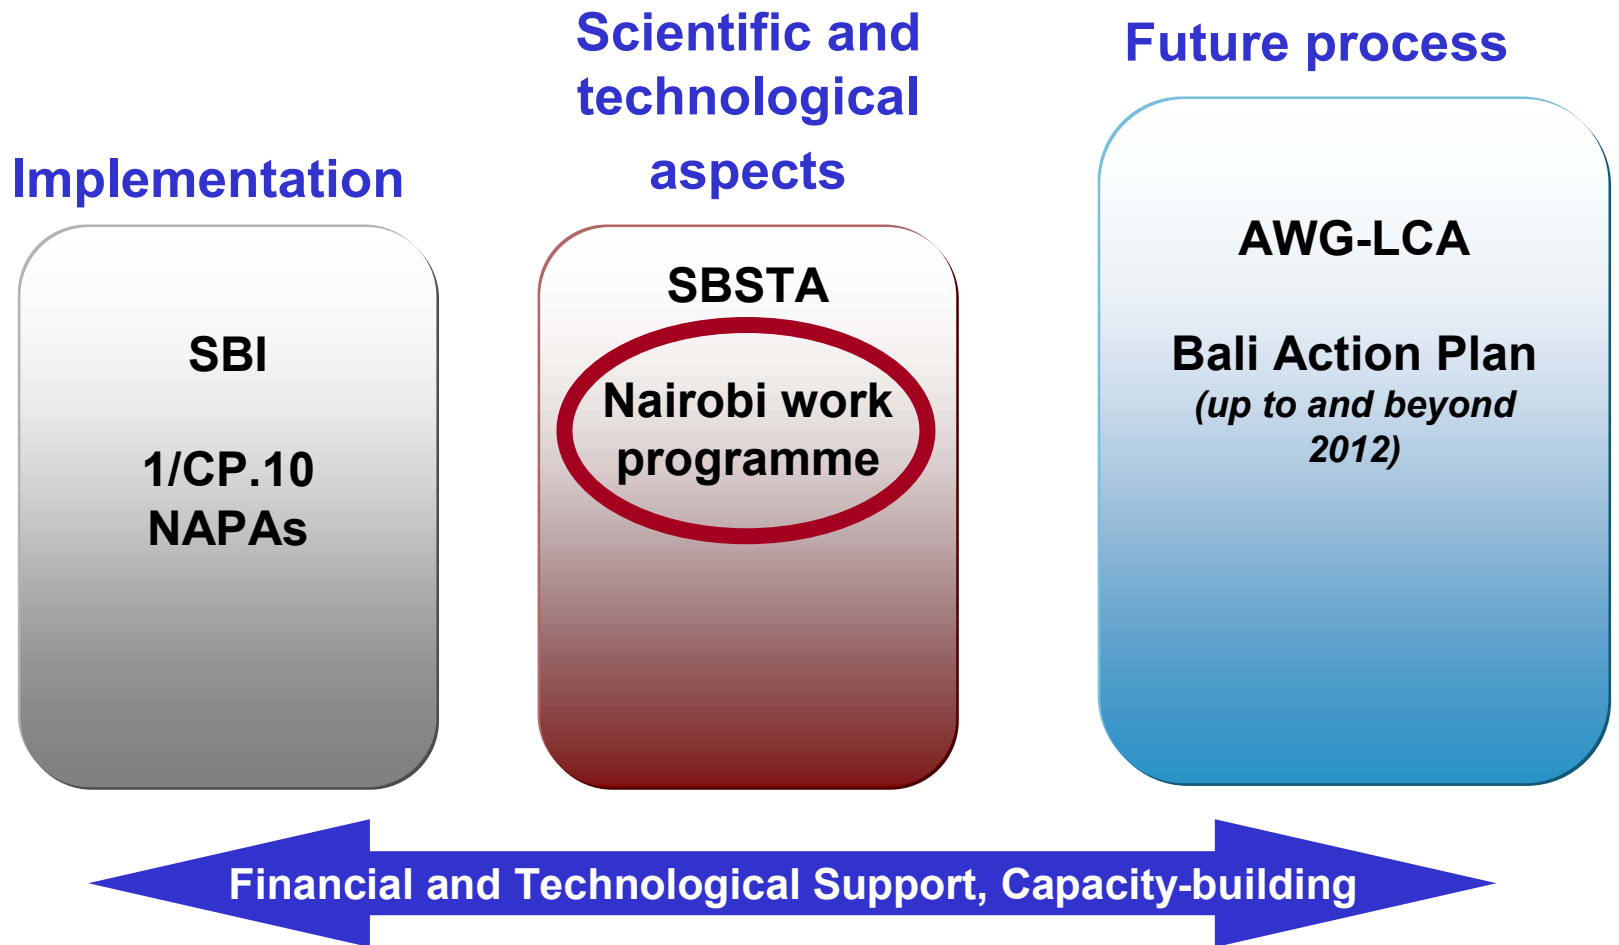 Implementation
SBI
1/CP.10
NAPAs
Scientific and
technological
aspects
SBSTA
Nairobi work
programme
Future process
AWG-LCA
Bali Action Plan
(up to and beyond
2012)
Financial and Technological Support, Capacity-building